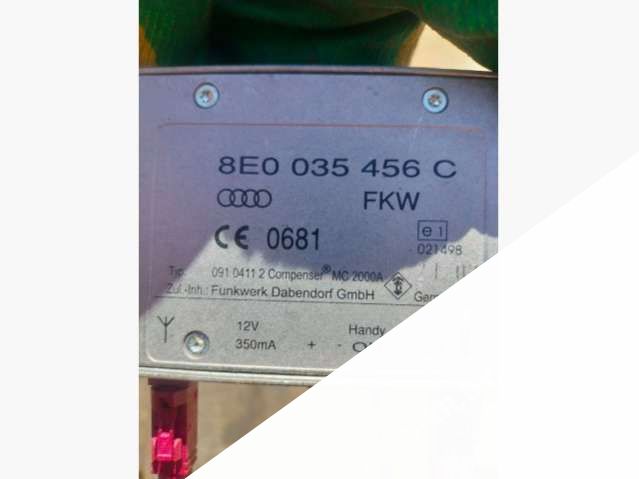 8E0 035 456 C
FKW
CE 0681
e1
021498
Typ: 091 0411 2 Compenser® MC 2000A
Zul.-Inh.: Funkwerk Dabendorf GmbH
12V Handy
350mA + -